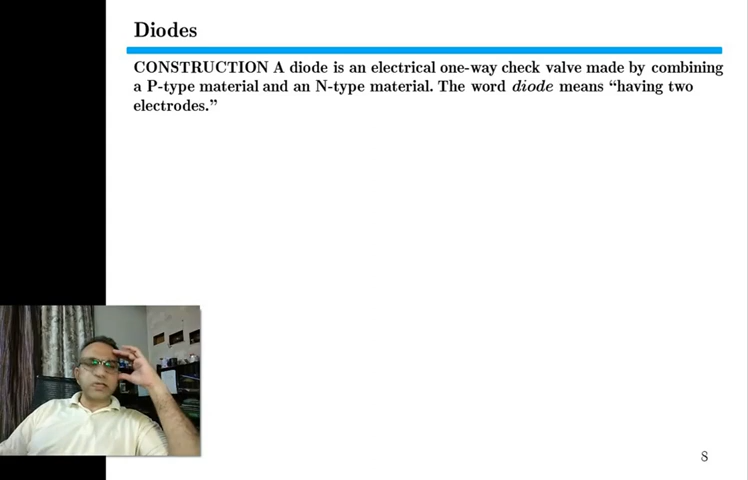 Diodes
CONSTRUCTION A diode is an electrical one-way check valve made by combining
a P-type material and an N-type material. The word diode means “having two
electrodes.”
8